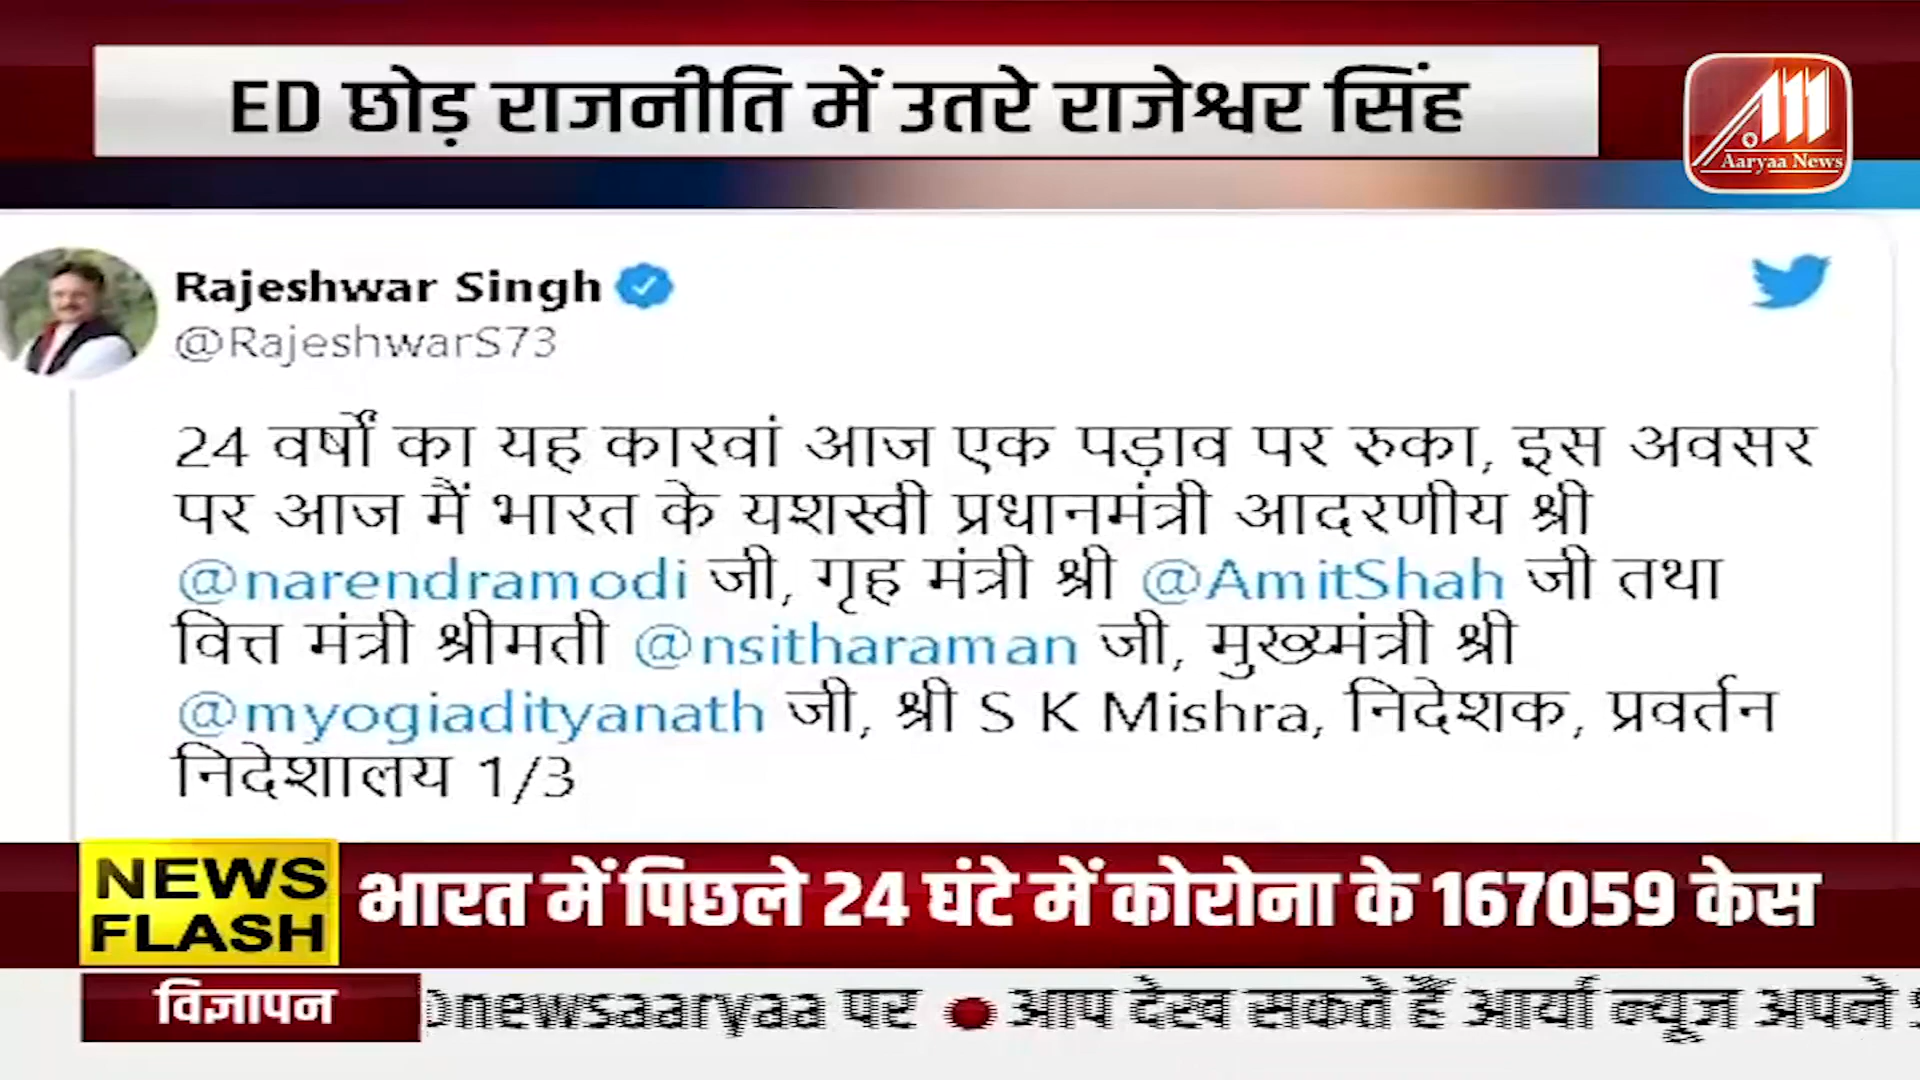 ED छोड़ राजनीति में उतरे राजेश्वर सिंह
Aaryaa News
Rajeshwar Singh
@RajeshwarS73
24 वर्षों का यह कारवां आज एक पड़ाव पर रुका, इस अवसर
पर आज मैं भारत के यशस्वी प्रधानमंत्री आदरणीय श्री
@narendramodi जी, गृह मंत्री श्री @AmitShah जी तथा
वित्त मंत्री श्रीमती @nsitharaman जी, मुख्यमंत्री श्री
@myogiadityanath जी, श्री S K Mishra, निदेशक, प्रवर्तन
निदेशालय 1/3
NEWS
FLASH
भारत में पिछले 24 घंटे में कोरोना के 167059 केस
विज्ञापन
@newsaaryaa पर ● आप देख सकते हैं आर्या न्यूज़ अपने